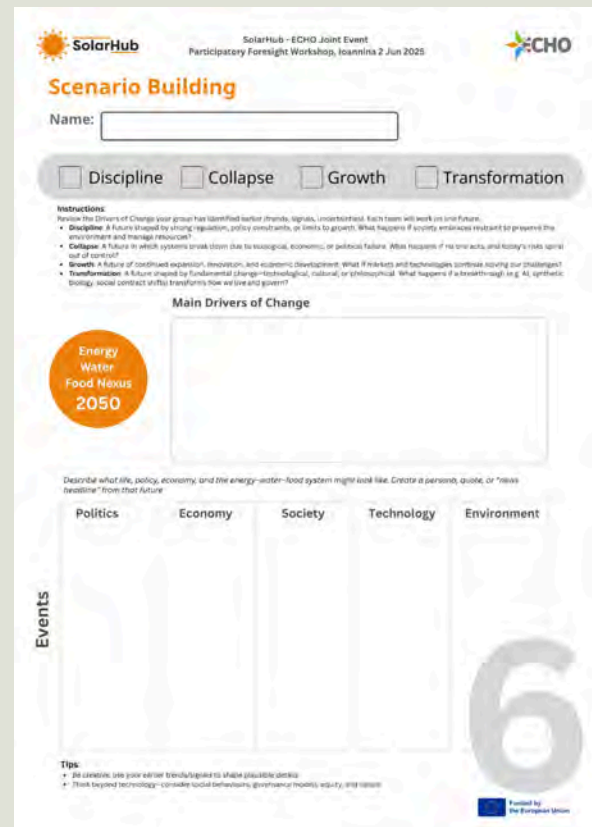 SolarHub
SolarHub - ECHO Joint Event
Participatory Foresight Workshop, Ioannina 2 Jun 2025
ECHO
Scenario Building
Name:
Discipline Collapse Growth Transformation
Instructions:
Review the Drivers of Change your group has identified earlier (trends, signals, uncertainties). Each team will work on one future.
• Discipline: A future shaped by strong regulation, policy constraints, or limits to growth. What happens if society embraces restraint to preserve the
environment and manage resources?
• Collapse: A future in which systems break down due to ecological, economic, or political failure. What happens if no one acts, and today's risks spiral
out of control?
• Growth: A future of continued expansion, innovation, and economic development. What if markets and technologies continue solving our challenges?
• Transformation: A future shaped by fundamental change—technological, cultural, or philosophical. What happens if a breakthrough (e.g. AI, synthetic
biology, social contract shifts) transforms how we live and govern?
Main Drivers of Change
Energy
Water
Food Nexus
2050
Describe what life, policy, economy, and the energy–water–food system might look like. Create a persona, quote, or "news
headline" from that future
Politics Economy Society Technology Environment
Events
6
Tips:
• Be creative; use your earlier trends/signals to shape plausible details
• Think beyond technology—consider social behaviours, governance models, equity, and nature
Funded by
the European Union